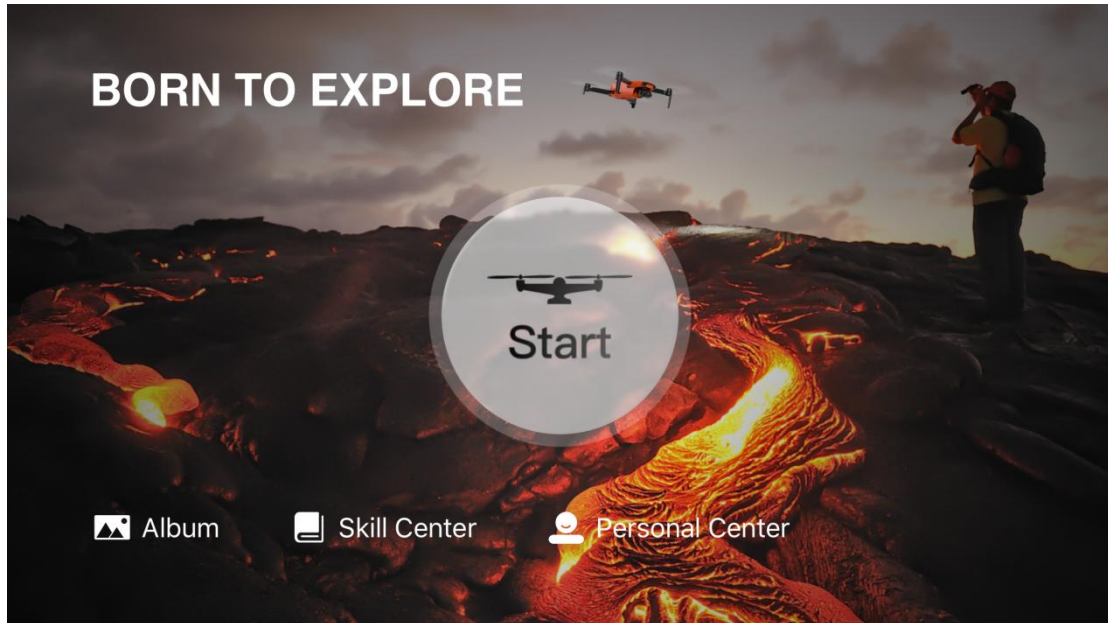 BORN TO EXPLORE
Start
Album
Skill Center
Personal Center